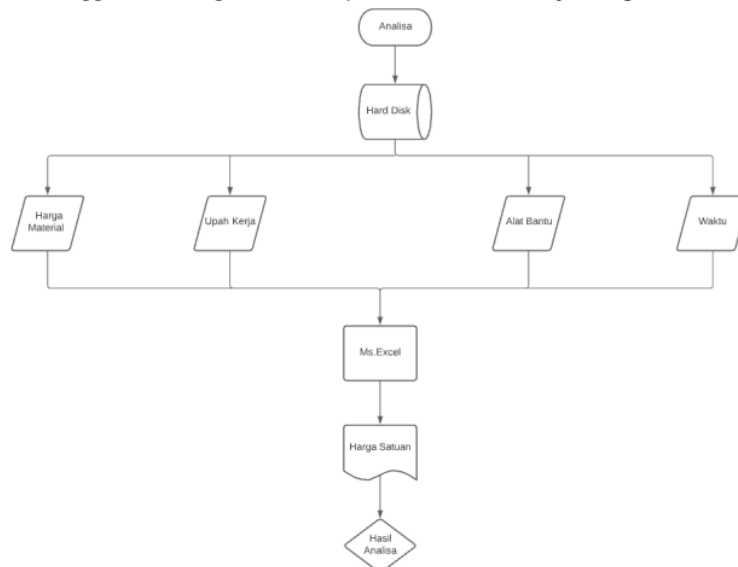 Analisa
Hard Disk
Harga
Material
Upah Kerja
Alat Bantu
Waktu
Ms.Excel
Harga Satuan
Hasil
Analisa